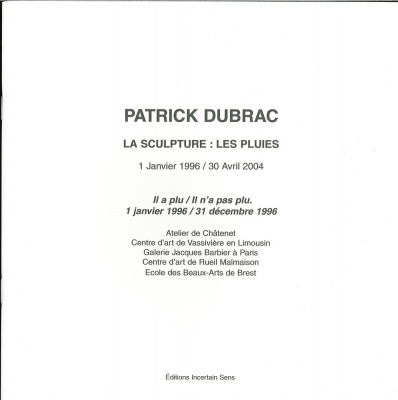 PATRICK DUBRAC
LA SCULPTURE : LES PLUIES
1 Janvier 1996 / 30 Avril 2004
Il a plu / Il n'a pas plu.
1 janvier 1996 / 31 décembre 1996
Atelier de Châtenet
Centre d'art de Vassivière en Limousin
Galerie Jacques Barbier à Paris
Centre d'art de Rueil Malmaison
Ecole des Beaux-Arts de Brest
Éditions Incertain Sens